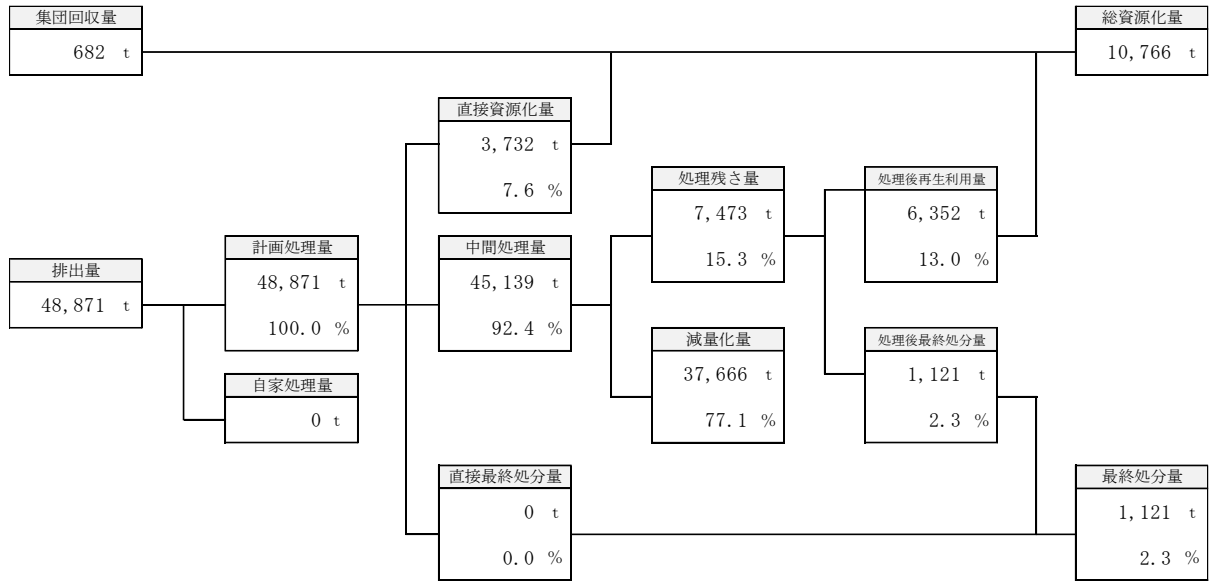 集団回収量
682 t
総資源化量
10,766 t
直接資源化量
3,732 t
7.6 %
処理残さ量
7,473 t
15.3 %
処理後再生利用量
6,352 t
13.0 %
排出量
48,871 t
計画処理量
48,871 t
100.0 %
中間処理量
45,139 t
92.4 %
減量化量
37,666 t
77.1 %
処理後最終処分量
1,121 t
2.3 %
自家処理量
0 t
直接最終処分量
0 t
0.0 %
最終処分量
1,121 t
2.3 %